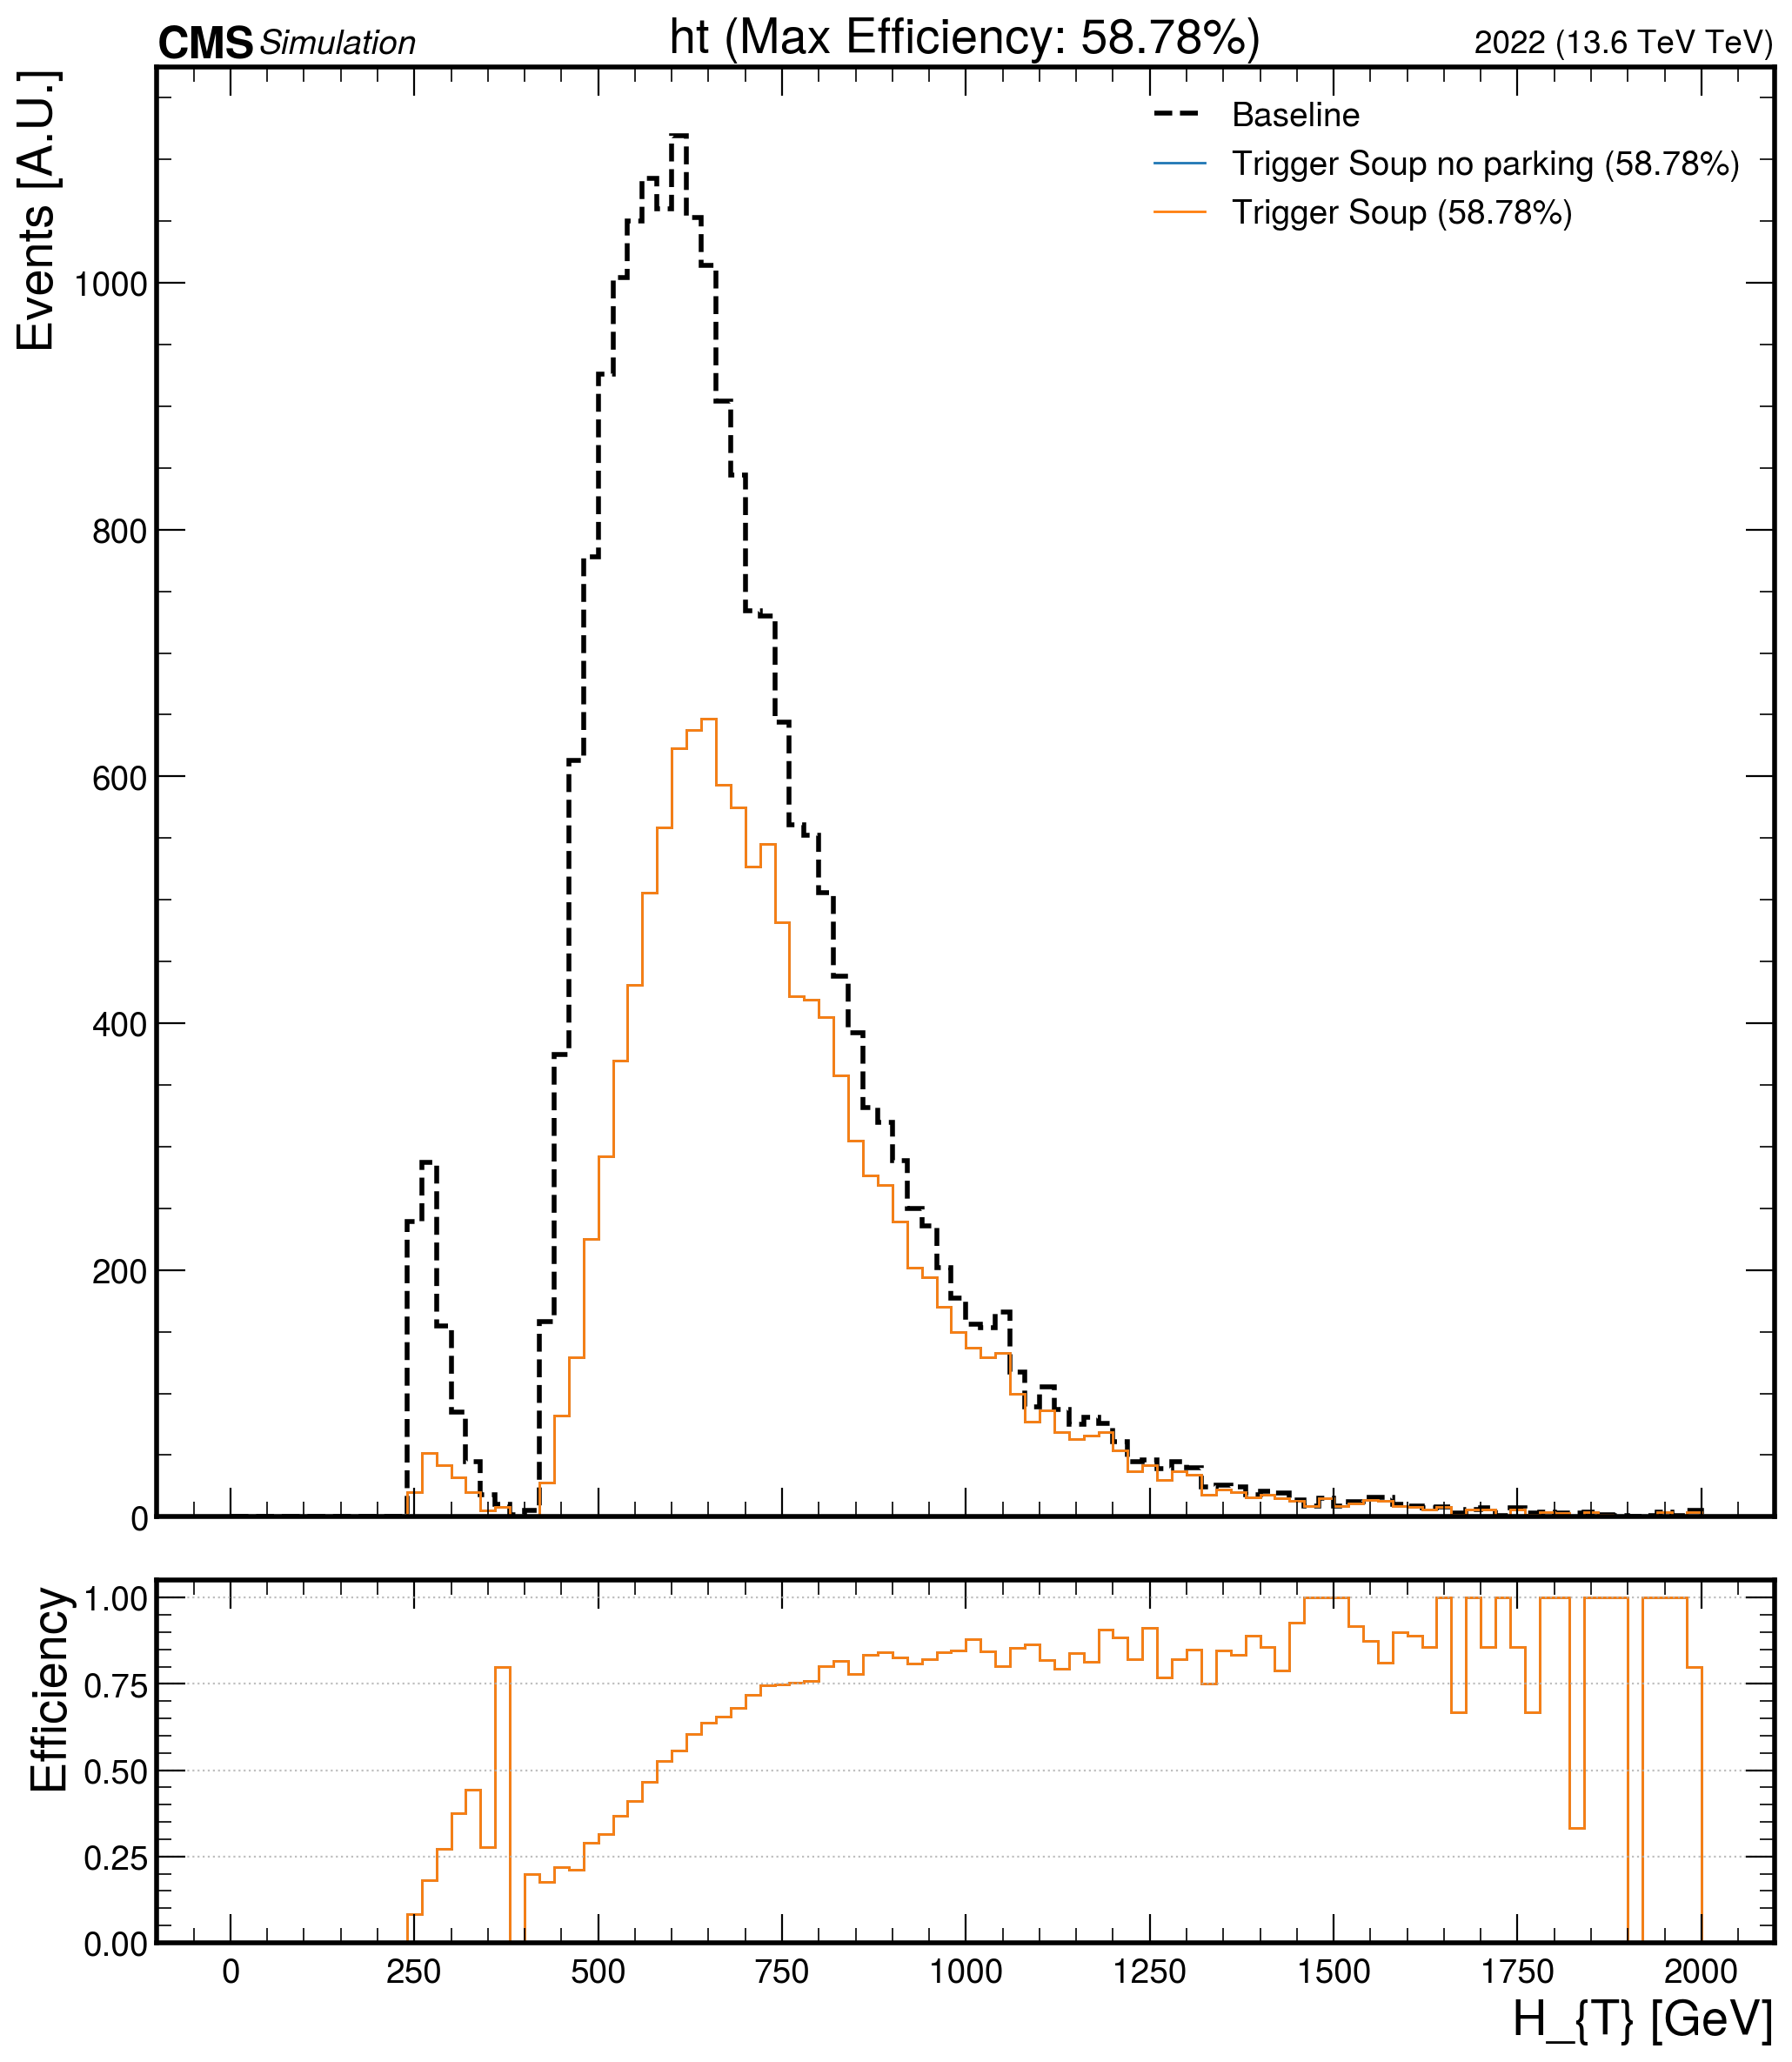 CMS Simulation
ht (Max Efficiency: 58.78%)
2022 (13.6 TeV TeV)
Events [A.U.]
Baseline
Trigger Soup no parking (58.78%)
Trigger Soup (58.78%)
1000
800
600
400
200
0
Efficiency
1.00
0.75
0.50
0.25
0.00
0 250 500 750 1000 1250 1500 1750 2000
H_{T} [GeV]